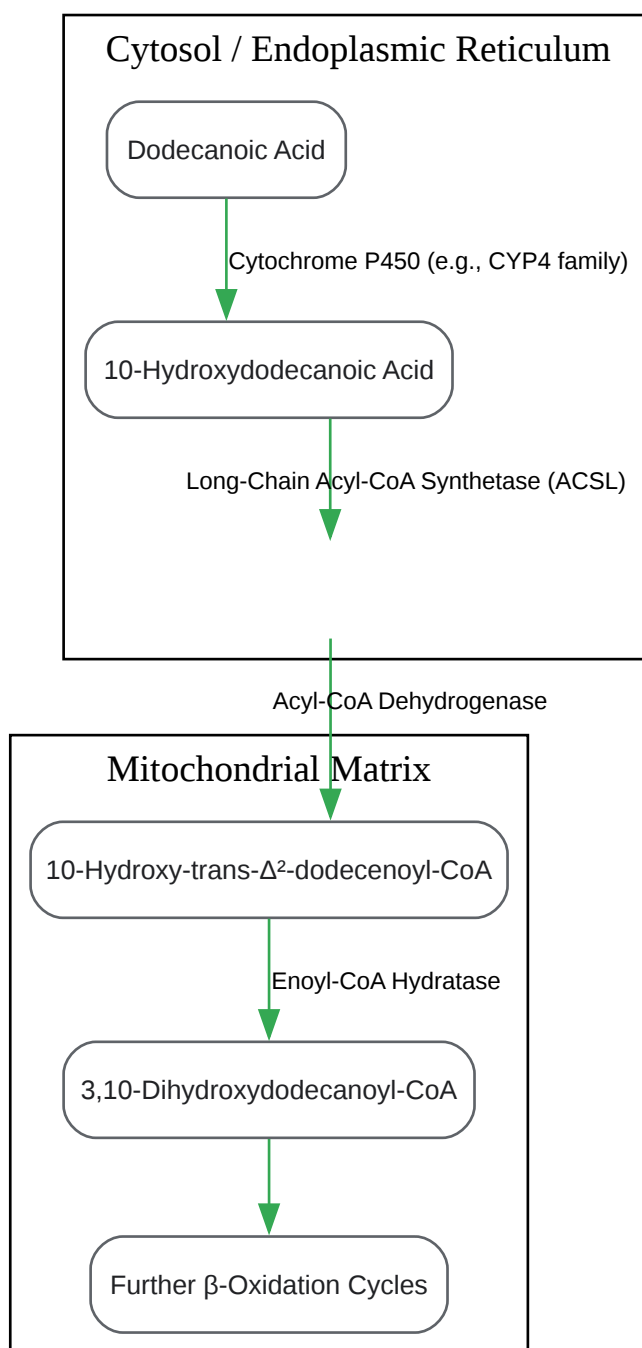 Cytosol / Endoplasmic Reticulum
Dodecanoic Acid
Cytochrome P450 (e.g., CYP4 family)
10-Hydroxydodecanoic Acid
Long-Chain Acyl-CoA Synthetase (ACSL)
Acyl-CoA Dehydrogenase
Mitochondrial Matrix
10-Hydroxy-trans-Δ²-dodecenoyl-CoA
Enoyl-CoA Hydratase
3,10-Dihydroxydodecanoyl-CoA
Further β-Oxidation Cycles